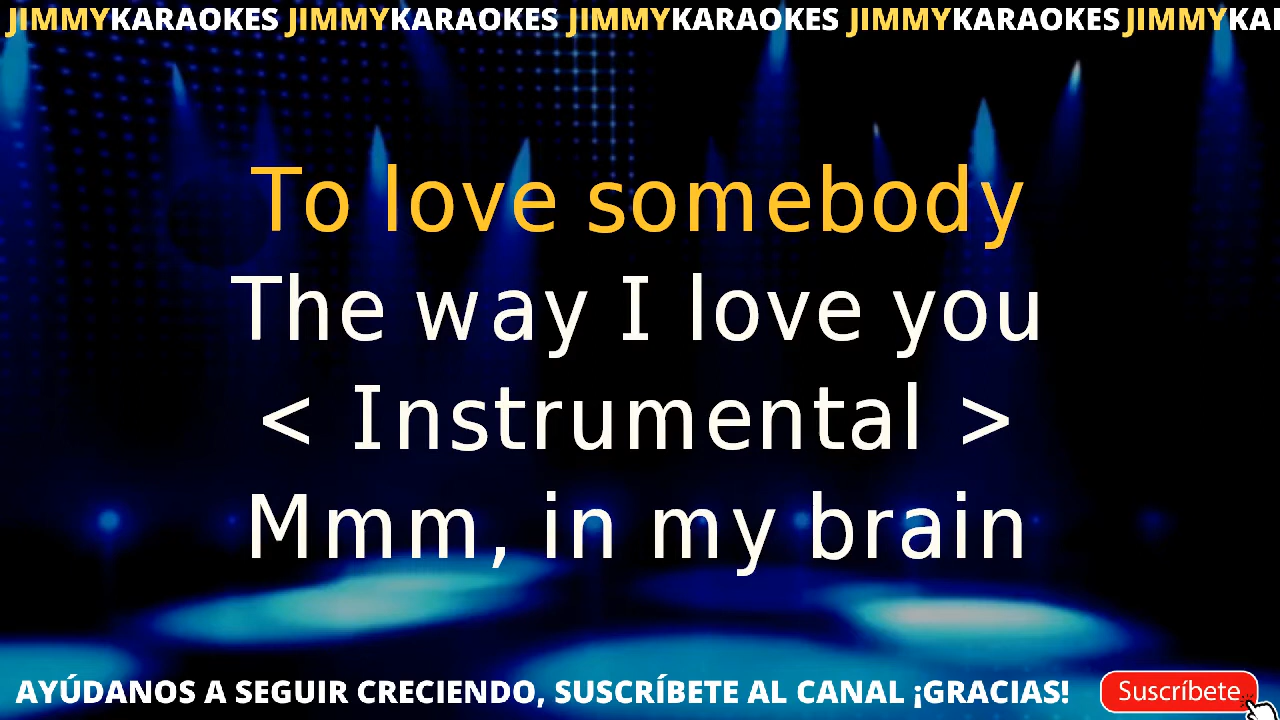 JIMMYKARAOKES JIMMYKARAOKES JIMMYKARAOKES JIMMYKARAOKES JIMMYKA
To love somebody
The way I love you
< Instrumental >
Mmm, in my brain
AYÚDANOS A SEGUIR CRECIENDO, SUSCRÍBETE AL CANAL ¡GRACIAS! Suscríbete